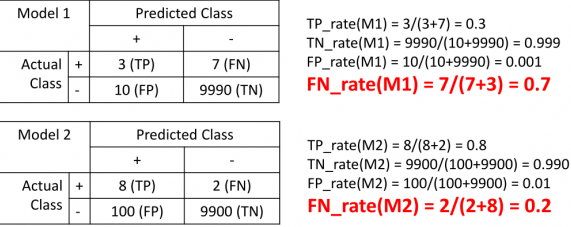 Model 1 Predicted Class
+ -
Actual Class + 3 (TP) 7 (FN)
- 10 (FP) 9990 (TN)
TP_rate(M1) = 3/(3+7) = 0.3
TN_rate(M1) = 9990/(10+9990) = 0.999
FP_rate(M1) = 10/(10+9990) = 0.001
FN_rate(M1) = 7/(7+3) = 0.7
Model 2 Predicted Class
+ -
Actual Class + 8 (TP) 2 (FN)
- 100 (FP) 9900 (TN)
TP_rate(M2) = 8/(8+2) = 0.8
TN_rate(M2) = 9900/(100+9900) = 0.990
FP_rate(M2) = 100/(100+9900) = 0.01
FN_rate(M2) = 2/(2+8) = 0.2